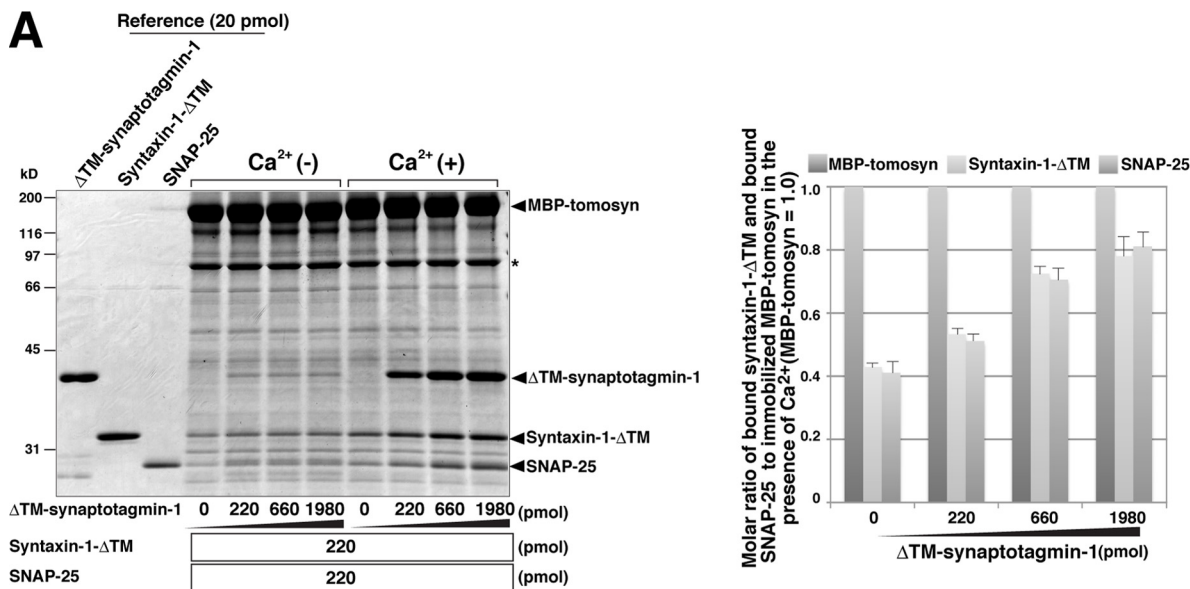 A
Reference (20 pmol)
ΔTM-synaptotagmin-1
Syntaxin-1-ΔTM
SNAP-25
Ca2+ (-)
Ca2+ (+)
kD
200
116
97
66
45
31
MBP-tomosyn
*
ΔTM-synaptotagmin-1
Syntaxin-1-ΔTM
SNAP-25
ΔTM-synaptotagmin-1 0 220 660 1980 0 220 660 1980 (pmol)
Syntaxin-1-ΔTM 220 (pmol)
SNAP-25 220 (pmol)
Molar ratio of bound syntaxin-1-ΔTM and bound
SNAP-25 to immobilized MBP-tomosyn in the
presence of Ca2+(MBP-tomosyn = 1.0)
MBP-tomosyn Syntaxin-1-ΔTM SNAP-25
1.0
0.8
0.6
0.4
0.2
0
0 220 660 1980
ΔTM-synaptotagmin-1(pmol)